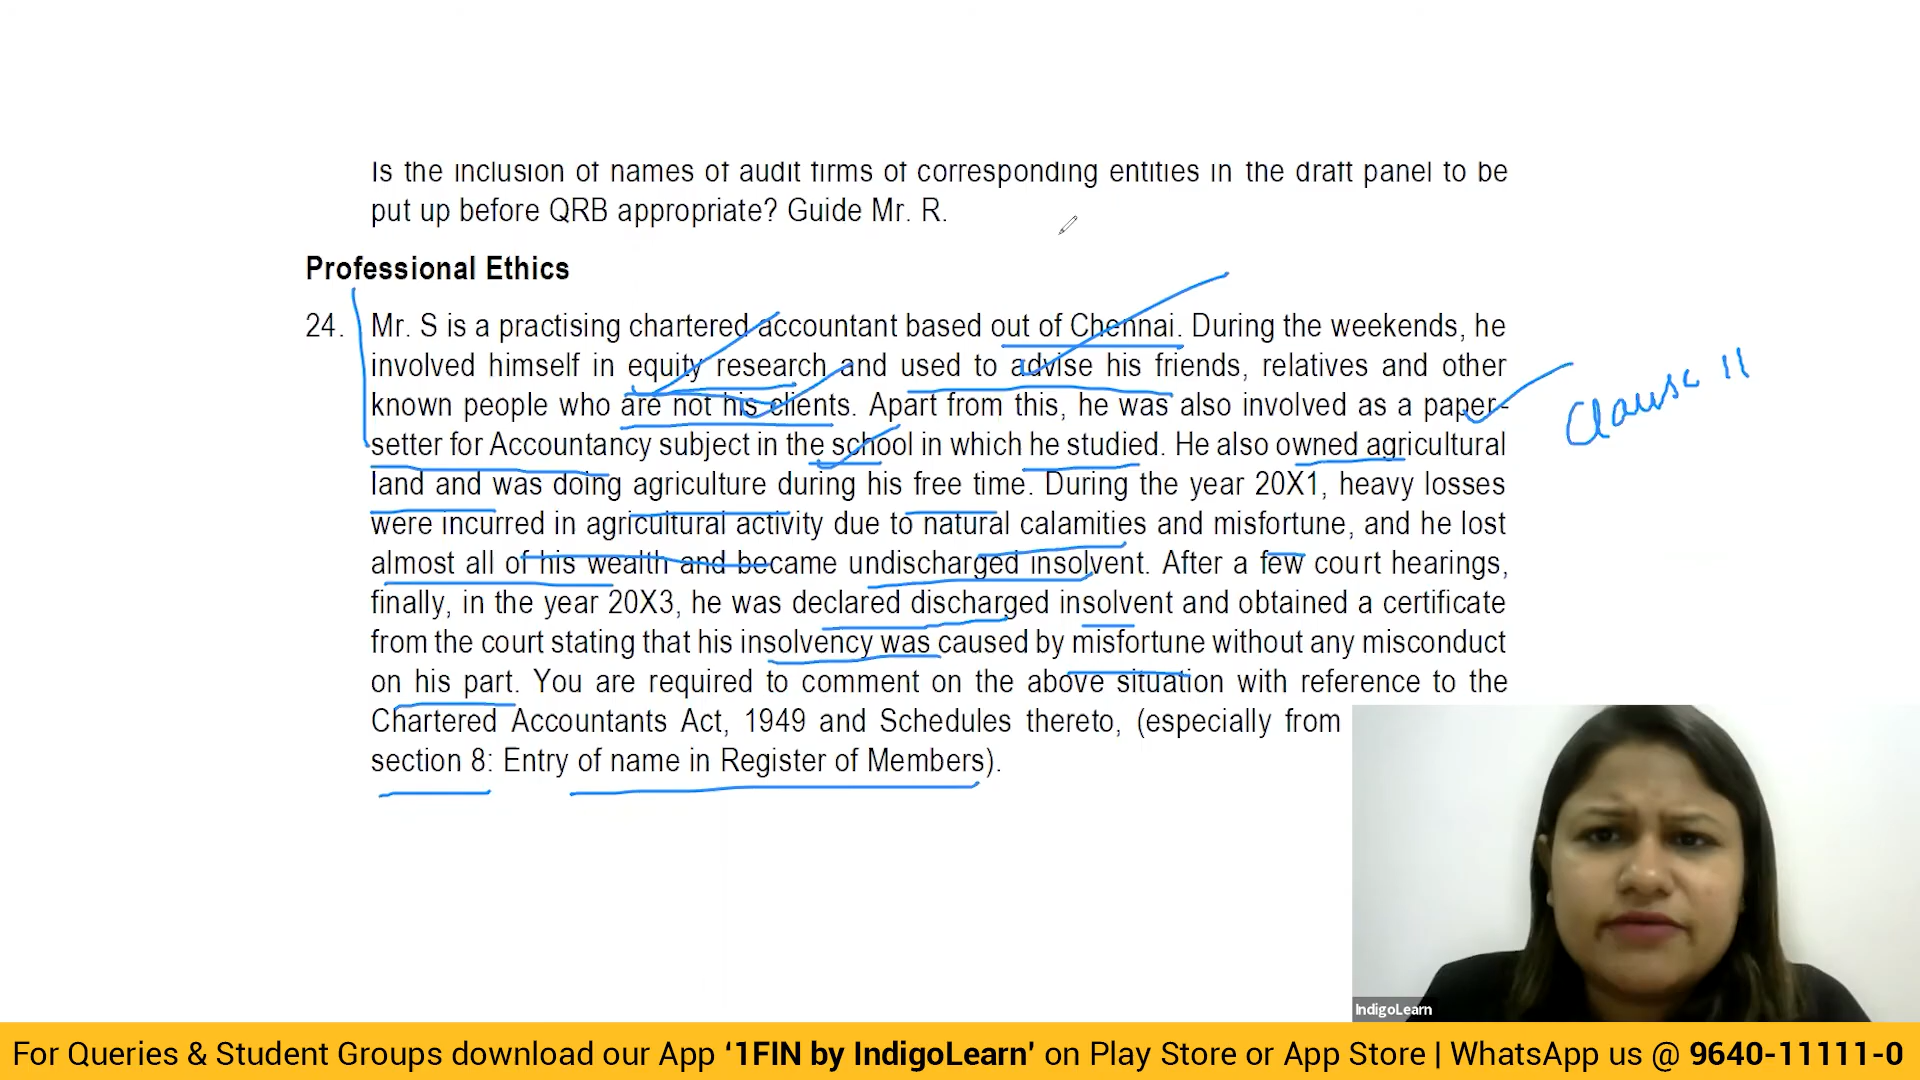 Is the inclusion of names of audit firms of corresponding entities in the draft panel to be
put up before QRB appropriate? Guide Mr. R.
Professional Ethics
24. Mr. S is a practising chartered accountant based out of Chennai. During the weekends, he
involved himself in equity research and used to advise his friends, relatives and other
known people who are not his clients. Apart from this, he was also involved as a paper-
setter for Accountancy subject in the school in which he studied. He also owned agricultural
land and was doing agriculture during his free time. During the year 20X1, heavy losses
were incurred in agricultural activity due to natural calamities and misfortune, and he lost
almost all of his wealth and became undischarged insolvent. After a few court hearings,
finally, in the year 20X3, he was declared discharged insolvent and obtained a certificate
from the court stating that his insolvency was caused by misfortune without any misconduct
on his part. You are required to comment on the above situation with reference to the
Chartered Accountants Act, 1949 and Schedules thereto, (especially from
section 8: Entry of name in Register of Members).
Clause 11
IndigoLearn
For Queries & Student Groups download our App ‘1FIN by IndigoLearn’ on Play Store or App Store | WhatsApp us @ 9640-11111-0